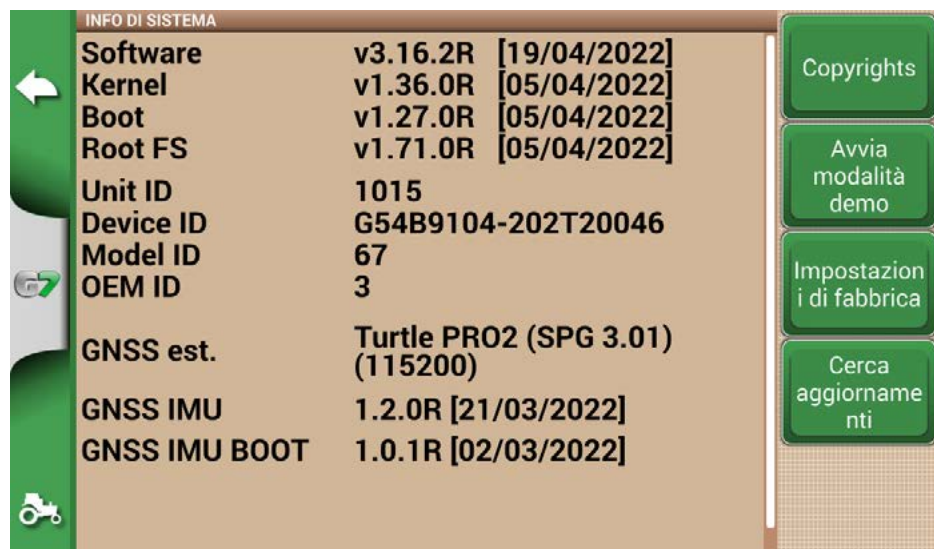 INFO DI SISTEMA
Software v3.16.2R [19/04/2022]
Kernel v1.36.0R [05/04/2022]
Boot v1.27.0R [05/04/2022]
Root FS v1.71.0R [05/04/2022]
Unit ID 1015
Device ID G54B9104-202T20046
Model ID 67
OEM ID 3
GNSS est. Turtle PRO2 (SPG 3.01)
(115200)
GNSS IMU 1.2.0R [21/03/2022]
GNSS IMU BOOT 1.0.1R [02/03/2022]
G7
Copyrights
Avvia
modalità
demo
Impostazion
i di fabbrica
Cerca
aggiorname
nti